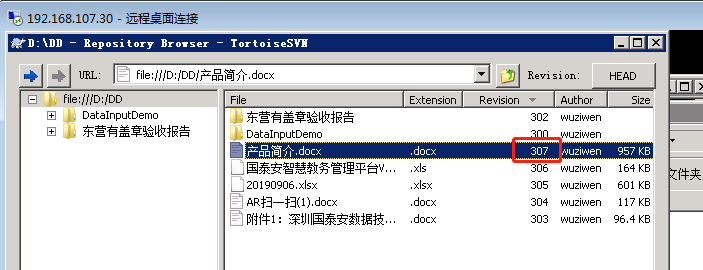 192.168.107.30 - 远程桌面连接
D:\DD - Repository Browser - TortoiseSVN
URL: file:///D:/DD/产品简介.docx Revision: HEAD
file:///D:/DD
DataInputDemo
东营有盖章验收报告
File Extension Revision Author Size
东营有盖章验收报告 302 wuziwen
DataInputDemo 300 wuziwen
产品简介.docx .docx 307 wuziwen 957 KB
国泰安智慧教务管理平台V... .xls 306 wuziwen 164 KB
20190906.xlsx .xlsx 305 wuziwen 601 KB
AR扫一扫(1).docx .docx 304 wuziwen 117 KB
附件1：深圳国泰安数据技... .docx 303 wuziwen 96.4 KB
文件夹